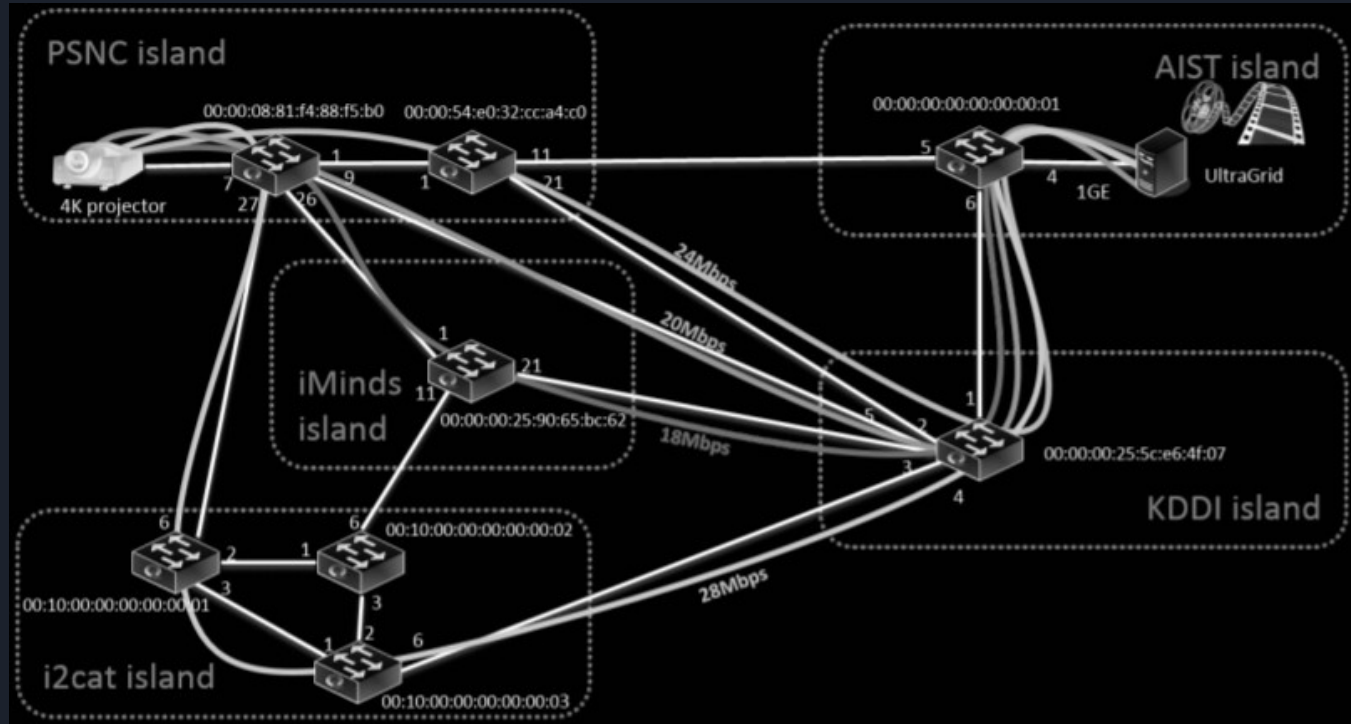 PSNC island
AIST island
00:00:08:81:f4:88:f5:b0
00:00:54:e0:32:cc:a4:c0
00:00:00:00:00:00:00:01
1
11
5
7
9
1
21
4
1GE
UltraGrid
4K projector
27
26
6
24Mbps
20Mbps
1
iMinds
island
21
11
00:00:00:25:90:65:bc:62
18Mbps
1
5
2
3
4
00:00:00:25:5c:e6:4f:07
KDDI island
6
2
1
6
00:10:00:00:00:00:00:02
3
00:10:00:00:00:00:00:01
3
1
2
6
28Mbps
i2cat island
00:10:00:00:00:00:00:03